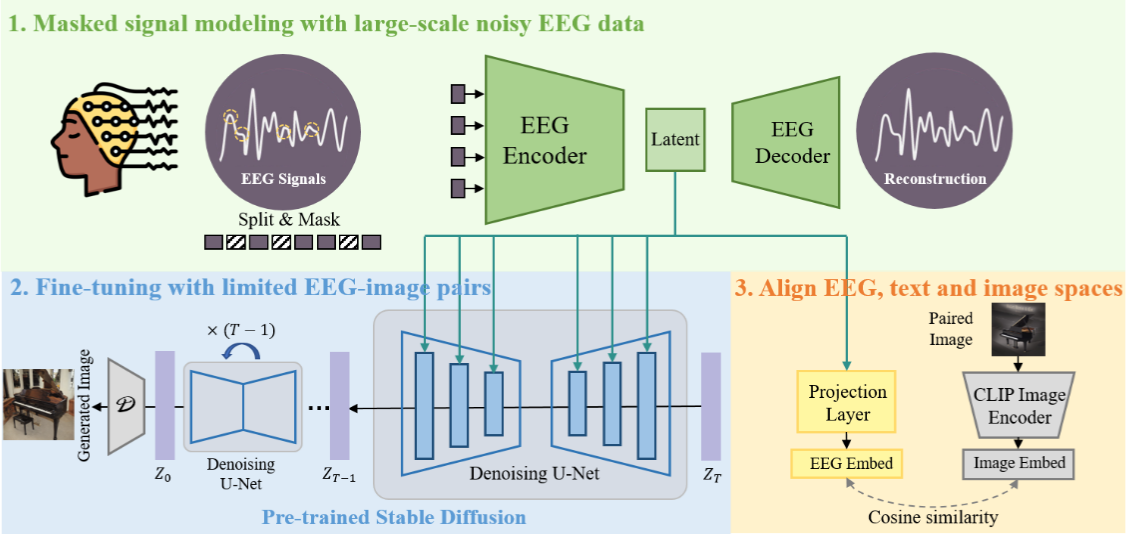 1. Masked signal modeling with large-scale noisy EEG data
EEG Signals
Split & Mask
EEG
Encoder
Latent
EEG
Decoder
Reconstruction
2. Fine-tuning with limited EEG-image pairs
Generated Image
𝒟
Z₀
× (T − 1)
Denoising
U-Net
...
Z_{T−1}
Denoising U-Net
Z_T
Pre-trained Stable Diffusion
3. Align EEG, text and image spaces
Paired
Image
Projection
Layer
CLIP Image
Encoder
EEG Embed
Image Embed
Cosine similarity